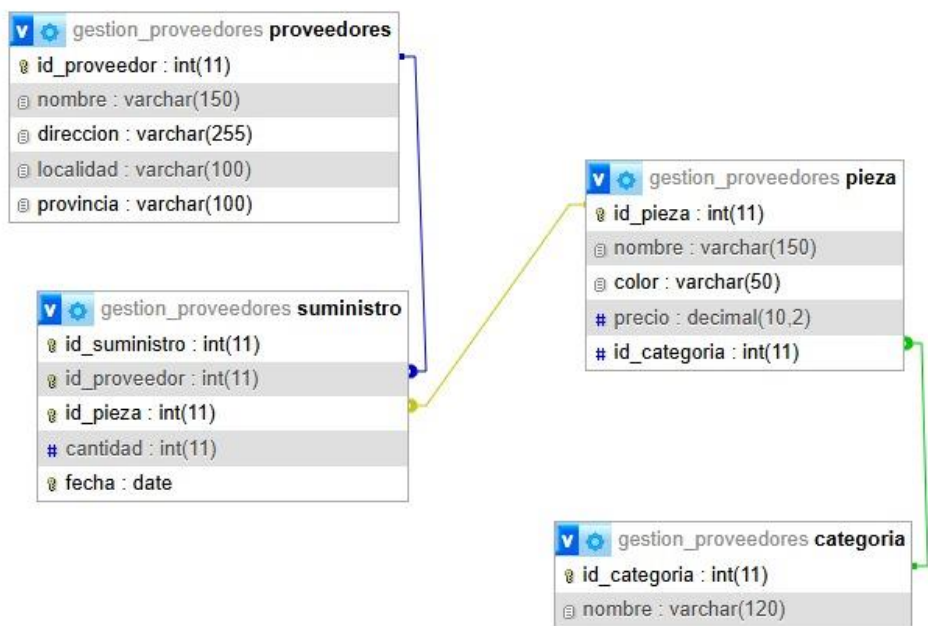 v gestion_proveedores proveedores
id_proveedor : int(11)
nombre : varchar(150)
direccion : varchar(255)
localidad : varchar(100)
provincia : varchar(100)
v gestion_proveedores suministro
id_suministro : int(11)
id_proveedor : int(11)
id_pieza : int(11)
# cantidad : int(11)
fecha : date
v gestion_proveedores pieza
id_pieza : int(11)
nombre : varchar(150)
color : varchar(50)
# precio : decimal(10,2)
# id_categoria : int(11)
v gestion_proveedores categoria
id_categoria : int(11)
nombre : varchar(120)